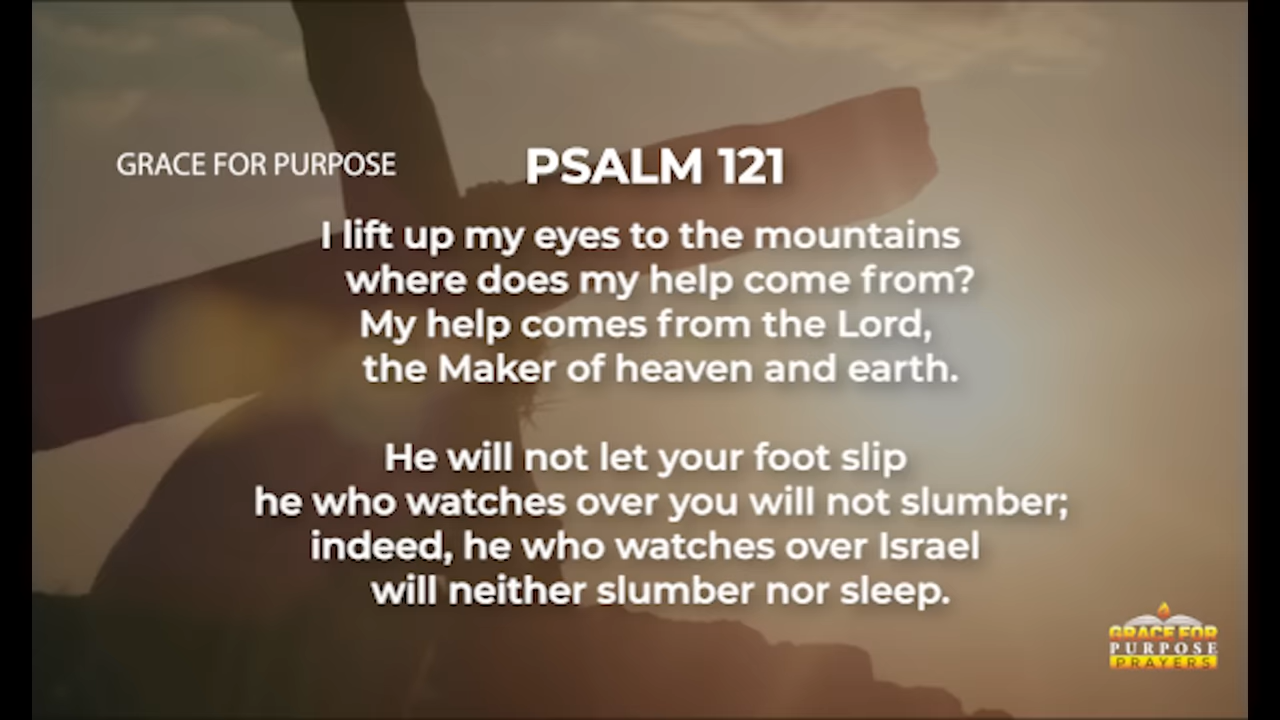 GRACE FOR PURPOSE
PSALM 121
I lift up my eyes to the mountains
where does my help come from?
My help comes from the Lord,
the Maker of heaven and earth.
He will not let your foot slip
he who watches over you will not slumber;
indeed, he who watches over Israel
will neither slumber nor sleep.
GRACE FOR
PURPOSE
PRAYERS